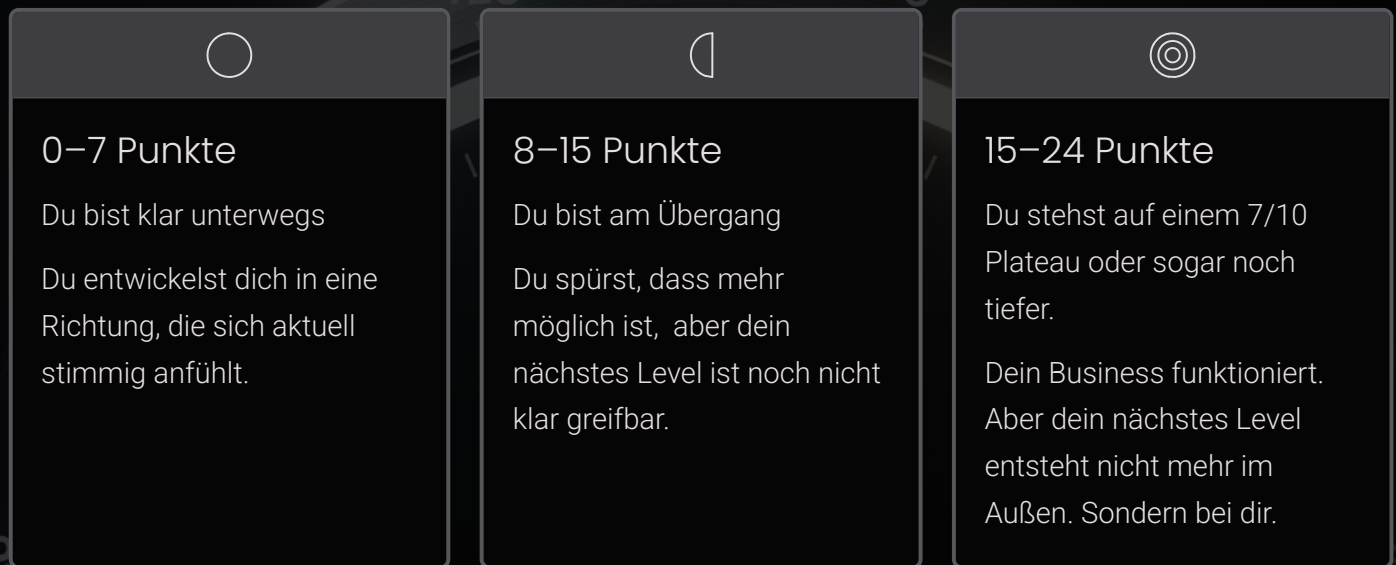 0–7 Punkte
Du bist klar unterwegs
Du entwickelst dich in eine
Richtung, die sich aktuell
stimmig anfühlt.
8–15 Punkte
Du bist am Übergang
Du spürst, dass mehr
möglich ist,  aber dein
nächstes Level ist noch nicht
klar greifbar.
15–24 Punkte
Du stehst auf einem 7/10
Plateau oder sogar noch
tiefer.
Dein Business funktioniert.
Aber dein nächstes Level
entsteht nicht mehr im
Außen. Sondern bei dir.